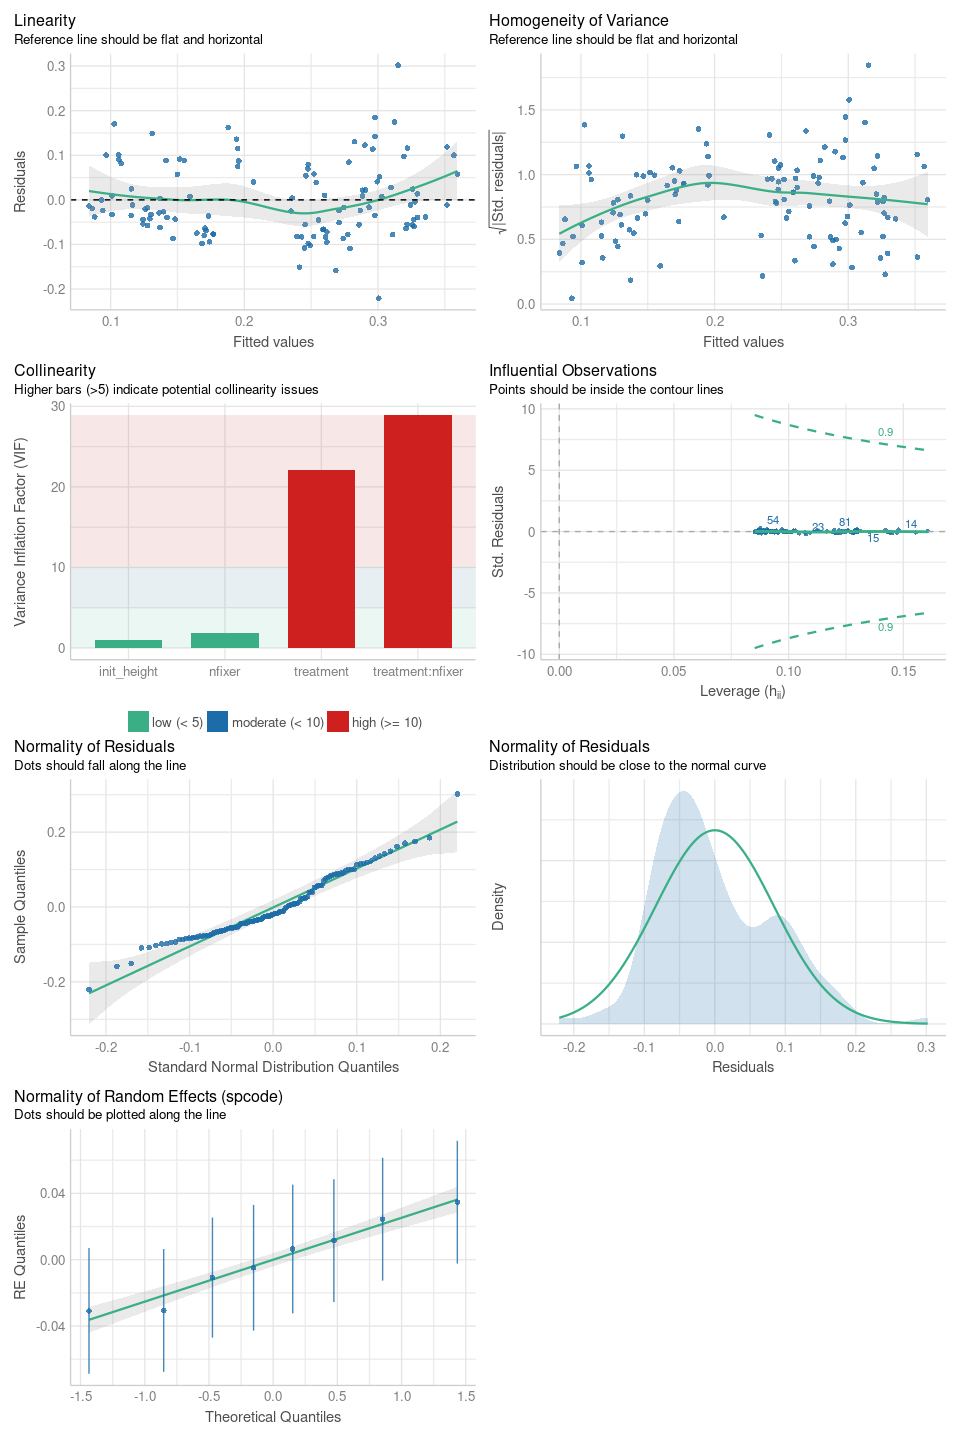 Linearity
Reference line should be flat and horizontal
0.3
0.2
0.1
0.0
-0.1
-0.2
Residuals
0.1 0.2 0.3
Fitted values
Homogeneity of Variance
Reference line should be flat and horizontal
1.5
1.0
0.5
0.0
√|Std. residuals|
0.1 0.2 0.3
Fitted values
Collinearity
Higher bars (>5) indicate potential collinearity issues
30
20
10
0
Variance Inflation Factor (VIF)
init_height nfixer treatment treatment:nfixer
low (< 5) moderate (< 10) high (>= 10)
Influential Observations
Points should be inside the contour lines
10
5
0
-5
-10
Std. Residuals
0.9
54 23 81 15 14
0.9
0.00 0.05 0.10 0.15
Leverage (hii)
Normality of Residuals
Dots should fall along the line
0.2
0.0
-0.2
Sample Quantiles
-0.2 -0.1 0.0 0.1 0.2
Standard Normal Distribution Quantiles
Normality of Residuals
Distribution should be close to the normal curve
Density
-0.2 -0.1 0.0 0.1 0.2 0.3
Residuals
Normality of Random Effects (spcode)
Dots should be plotted along the line
0.04
0.00
-0.04
RE Quantiles
-1.5 -1.0 -0.5 0.0 0.5 1.0 1.5
Theoretical Quantiles